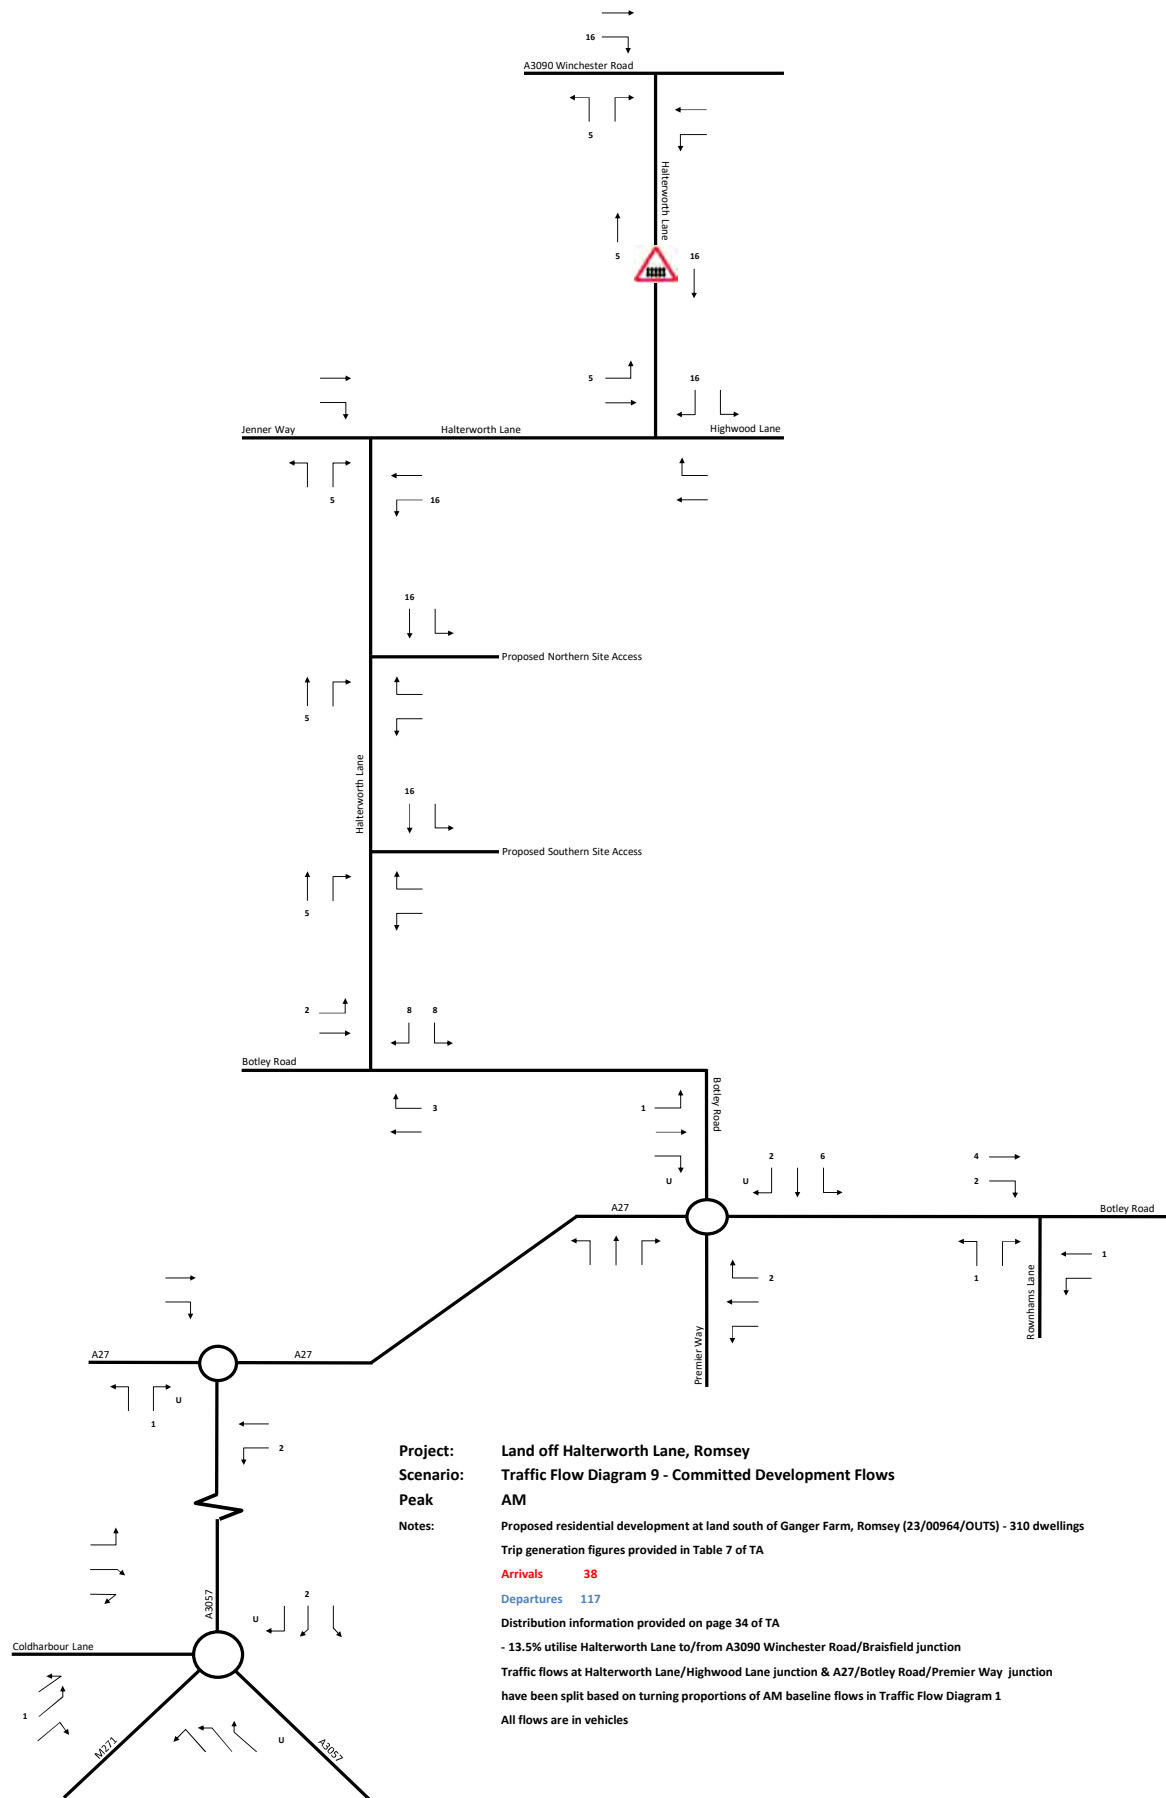 16
A3090 Winchester Road
5
Halterworth Lane
5
16
5
16
Jenner Way
Halterworth Lane
Highwood Lane
5
16
16
Proposed Northern Site Access
5
Halterworth Lane
16
Proposed Southern Site Access
5
2
8 8
Botley Road
Botley Road
3
1
U
U
2
6
4
2
A27
Botley Road
2
1
1
Rownhams Lane
Premier Way
A27
A27
U
1
2
Project: Land off Halterworth Lane, Romsey
Scenario: Traffic Flow Diagram 9 - Committed Development Flows
Peak AM
Notes: Proposed residential development at land south of Ganger Farm, Romsey (23/00964/OUTS) - 310 dwellings
Trip generation figures provided in Table 7 of TA
Arrivals 38
Departures 117
Distribution information provided on page 34 of TA
- 13.5% utilise Halterworth Lane to/from A3090 Winchester Road/Braisfield junction
Traffic flows at Halterworth Lane/Highwood Lane junction & A27/Botley Road/Premier Way junction
have been split based on turning proportions of AM baseline flows in Traffic Flow Diagram 1
All flows are in vehicles
A3057
U
2
Coldharbour Lane
1
M271
U
A3057